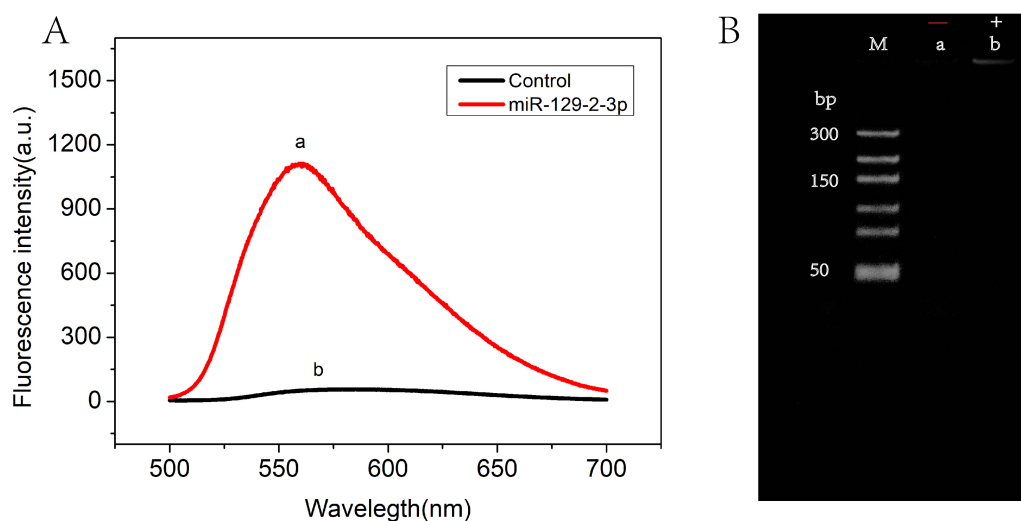 A
Fluorescence intensity(a.u.)
1500
1200
900
600
300
0
Control
miR-129-2-3p
a
b
500 550 600 650 700
Wavelegth(nm)
B
— +
M a b
bp
300
150
50